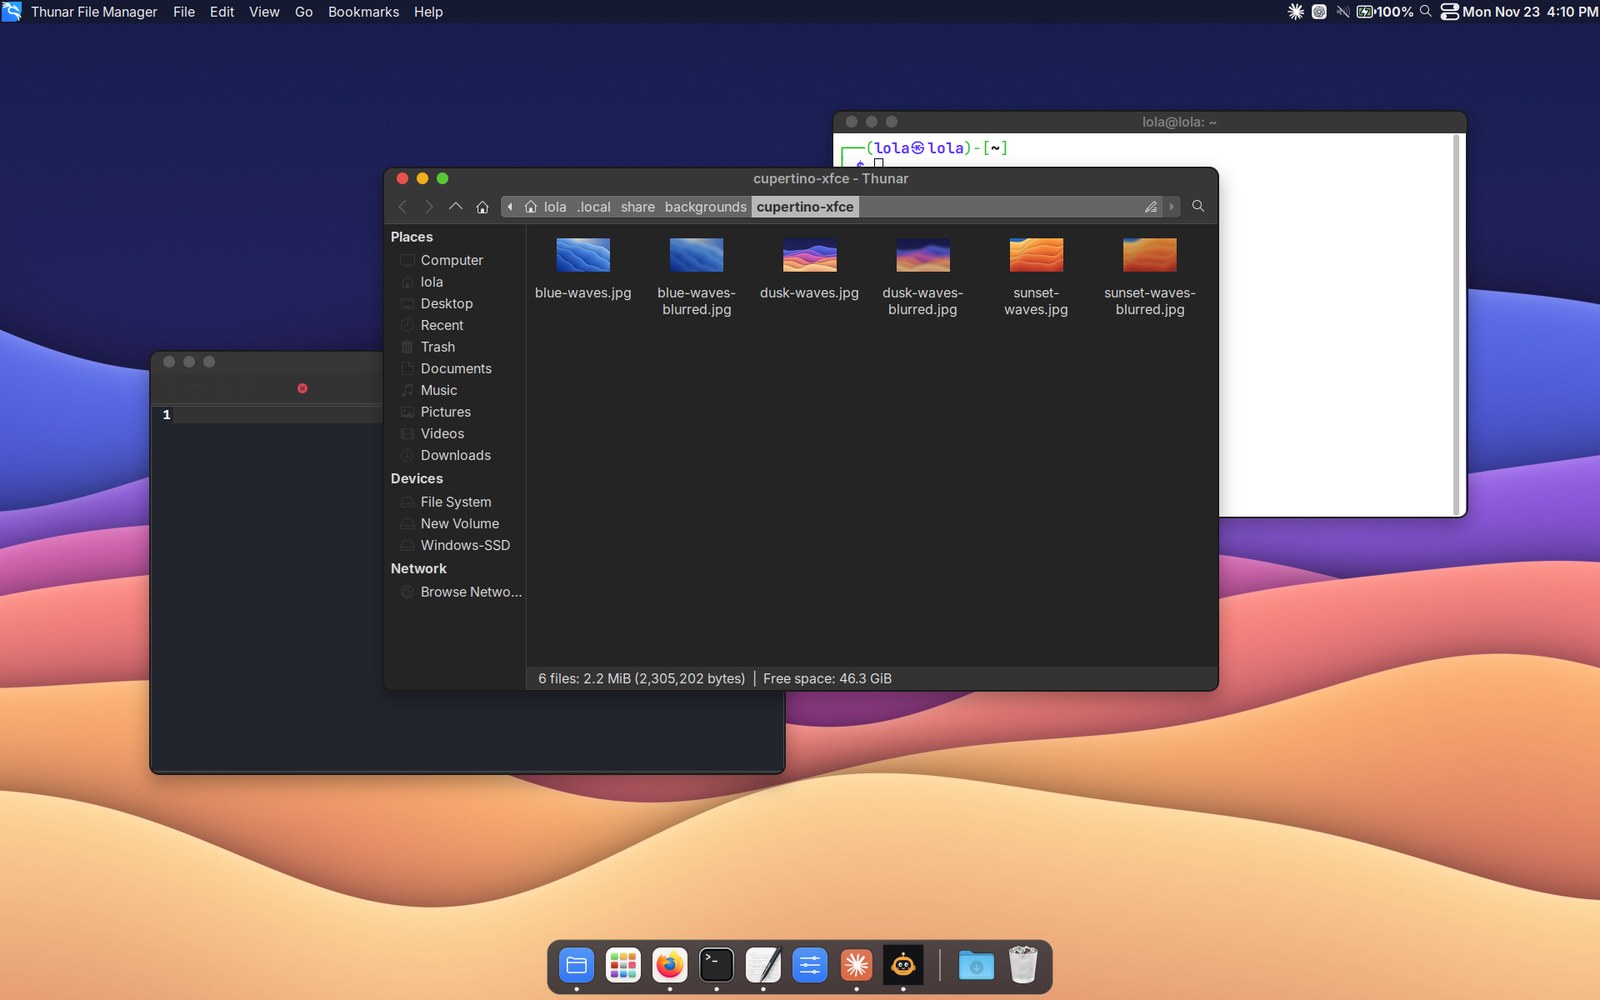 Thunar File Manager File Edit View Go Bookmarks Help
100% Mon Nov 23 4:10 PM
lola@lola: ~
(lola㉿lola)-[~]
$
cupertino-xfce - Thunar
lola .local share backgrounds cupertino-xfce
Places
Computer
lola
Desktop
Recent
Trash
Documents
Music
Pictures
Videos
Downloads
Devices
File System
New Volume
Windows-SSD
Network
Browse Netwo...
blue-waves.jpg
blue-waves-
blurred.jpg
dusk-waves.jpg
dusk-waves-
blurred.jpg
sunset-
waves.jpg
sunset-waves-
blurred.jpg
6 files: 2.2 MiB (2,305,202 bytes) | Free space: 46.3 GiB
1
>_